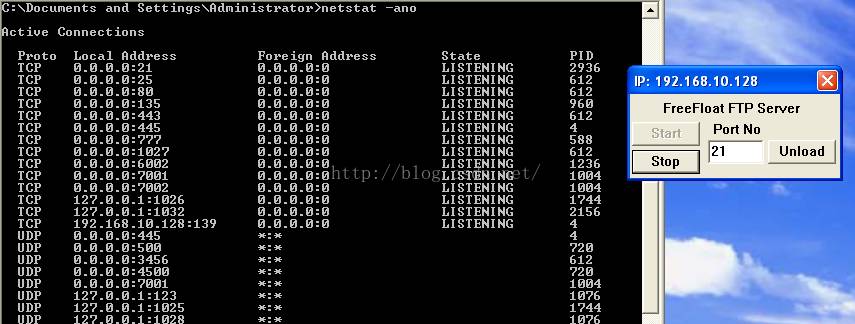 C:\Documents and Settings\Administrator>netstat -ano
Active Connections
Proto Local Address Foreign Address State PID
TCP 0.0.0.0:21 0.0.0.0:0 LISTENING 2936
TCP 0.0.0.0:25 0.0.0.0:0 LISTENING 612
TCP 0.0.0.0:80 0.0.0.0:0 LISTENING 612
TCP 0.0.0.0:135 0.0.0.0:0 LISTENING 960
TCP 0.0.0.0:443 0.0.0.0:0 LISTENING 612
TCP 0.0.0.0:445 0.0.0.0:0 LISTENING 4
TCP 0.0.0.0:777 0.0.0.0:0 LISTENING 588
TCP 0.0.0.0:1027 0.0.0.0:0 LISTENING 612
TCP 0.0.0.0:6002 0.0.0.0:0 LISTENING 1236
TCP 0.0.0.0:7001 0.0.0.0:0 LISTENING 1004
TCP 0.0.0.0:7002 0.0.0.0:0 LISTENING 1004
TCP 127.0.0.1:1026 0.0.0.0:0 LISTENING 1744
TCP 127.0.0.1:1032 0.0.0.0:0 LISTENING 2156
TCP 192.168.10.128:139 0.0.0.0:0 LISTENING 4
UDP 0.0.0.0:445 *:* 4
UDP 0.0.0.0:500 *:* 720
UDP 0.0.0.0:3456 *:* 612
UDP 0.0.0.0:4500 *:* 720
UDP 0.0.0.0:7001 *:* 1004
UDP 127.0.0.1:123 *:* 1076
UDP 127.0.0.1:1025 *:* 1744
UDP 127.0.0.1:1028 *:* 1076
http://blog.csdn.net/
IP: 192.168.10.128
FreeFloat FTP Server
Start Port No
Stop 21 Unload